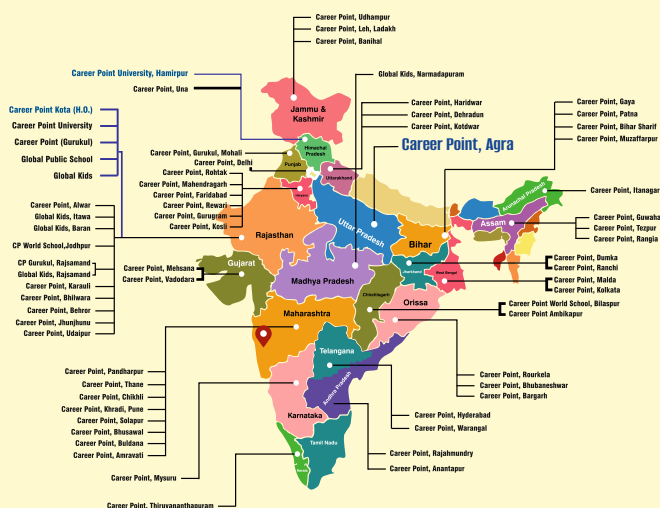 Career Point, Udhampur
Career Point, Leh, Ladakh
Career Point, Banihal
Career Point University, Hamirpur
Career Point, Una
Global Kids, Narmadapuram
Career Point Kota (H.O.)
Career Point University
Career Point (Gurukul)
Global Public School
Global Kids
Career Point, Haridwar
Career Point, Dehradun
Career Point, Kotdwar
Career Point, Agra
Career Point, Gaya
Career Point, Patna
Career Point, Bihar Sharif
Career Point, Muzaffarpur
Career Point, Gurukul, Mohali
Career Point, Delhi
Career Point, Rohtak
Career Point, Mahendragarh
Career Point, Faridabad
Career Point, Rewari
Career Point, Gurugram
Career Point, Kosli
Career Point, Itanagar
Career Point, Alwar
Global Kids, Itawa
Global Kids, Baran
CP World School,Jodhpur
CP Gurukul, Rajsamand
Global Kids, Rajsamand
Career Point, Karauli
Career Point, Bhilwara
Career Point, Behror
Career Point, Jhunjhunu
Career Point, Udaipur
Career Point, Mehsana
Career Point, Vadodara
Career Point, Guwaha
Career Point, Tezpur
Career Point, Rangia
Career Point, Dumka
Career Point, Ranchi
Career Point, Malda
Career Point, Kolkata
Career Point World School, Bilaspur
Career Point Ambikapur
Career Point, Pandharpur
Career Point, Thane
Career Point, Chikhli
Career Point, Khradi, Pune
Career Point, Solapur
Career Point, Bhusawal
Career Point, Buldana
Career Point, Amravati
Career Point, Rourkela
Career Point, Bhubaneshwar
Career Point, Bargarh
Career Point, Hyderabad
Career Point, Warangal
Career Point, Rajahmundry
Career Point, Anantapur
Career Point, Mysuru
Career Point, Thiruvananthapuram
Jammu &
Kashmir
Himachal
Pradesh
Punjab
Uttarakhand
Haryana
Rajasthan
Uttar Pradesh
Bihar
Arunachal Pradesh
Assam
Gujarat
Madhya Pradesh
Jharkhand
West Bengal
Chhattisgarh
Orissa
Maharashtra
Telangana
Andhra Pradesh
Karnataka
Tamil Nadu
Kerala